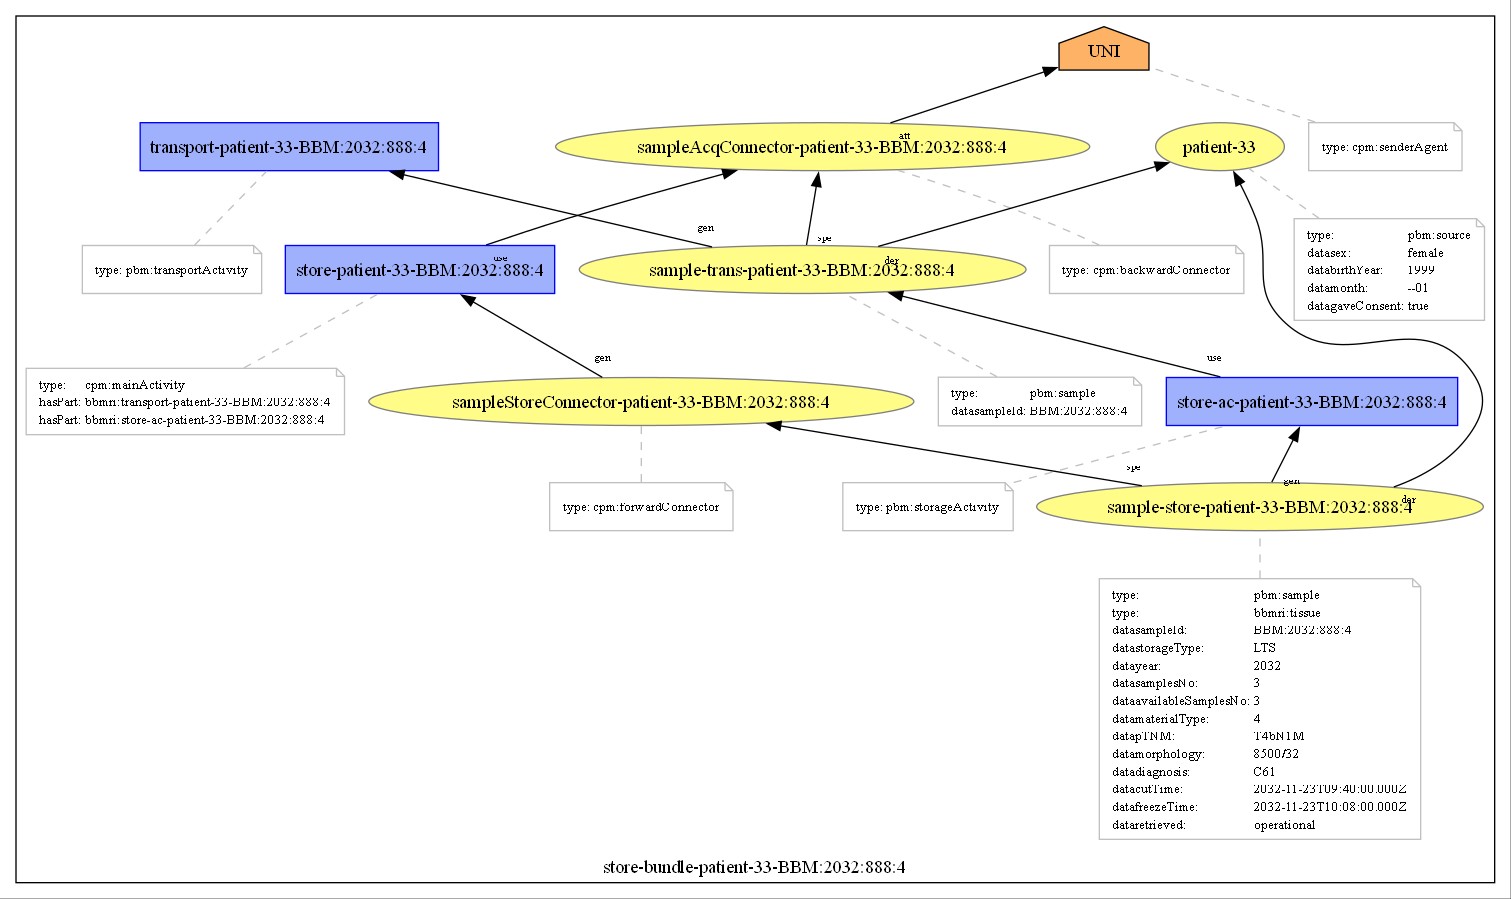 UNI
att
transport-patient-33-BBM:2032:888:4
sampleAcqConnector-patient-33-BBM:2032:888:4
patient-33
type: cpm:senderAgent
gen
spe
der
use
type: pbm:transportActivity
store-patient-33-BBM:2032:888:4
sample-trans-patient-33-BBM:2032:888:4
type: cpm:backwardConnector
type: pbm:source
datasex: female
databirthYear: 1999
datamonth: --01
datagaveConsent: true
gen
use
type: cpm:mainActivity
hasPart: bbmri:transport-patient-33-BBM:2032:888:4
hasPart: bbmri:store-ac-patient-33-BBM:2032:888:4
sampleStoreConnector-patient-33-BBM:2032:888:4
type: pbm:sample
datasampleId: BBM:2032:888:4
store-ac-patient-33-BBM:2032:888:4
spe
gen
der
type: cpm:forwardConnector
type: pbm:storageActivity
sample-store-patient-33-BBM:2032:888:4
type: pbm:sample
type: bbmri:tissue
datasampleId: BBM:2032:888:4
datastorageType: LTS
datayear: 2032
datasamplesNo: 3
dataavailableSamplesNo: 3
datamaterialType: 4
datapTNM:
datamorphology: 8500/32
datadiagnosis: C61
datacutTime: 2032-11-23T09:40:00.000Z
datafreezeTime: 2032-11-23T10:08:00.000Z
dataretrieved: operational
store-bundle-patient-33-BBM:2032:888:4